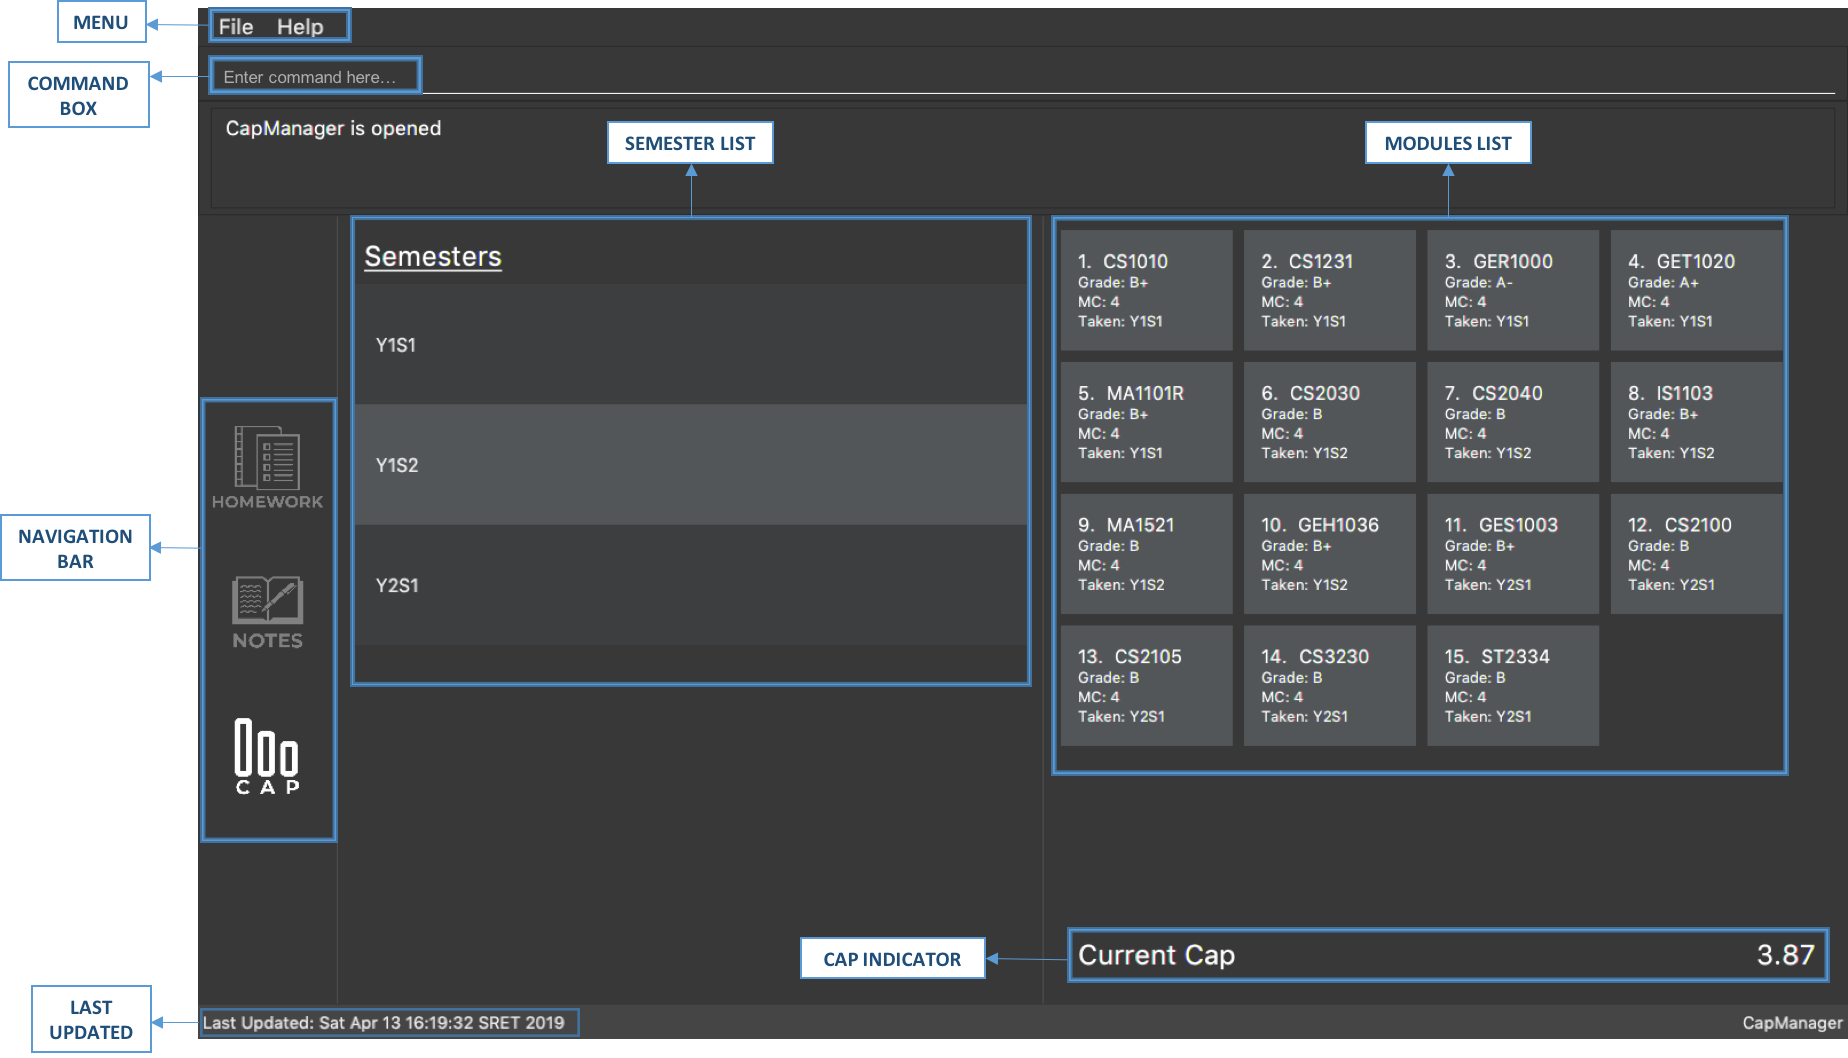 MENU
File Help
COMMAND
BOX
Enter command here...
CapManager is opened
SEMESTER LIST
MODULES LIST
Semesters
Y1S1
Y1S2
Y2S1
1. CS1010
Grade: B+
MC: 4
Taken: Y1S1
2. CS1231
Grade: B+
MC: 4
Taken: Y1S1
3. GER1000
Grade: A-
MC: 4
Taken: Y1S1
4. GET1020
Grade: A+
MC: 4
Taken: Y1S1
5. MA1101R
Grade: B+
MC: 4
Taken: Y1S1
6. CS2030
Grade: B
MC: 4
Taken: Y1S2
7. CS2040
Grade: B
MC: 4
Taken: Y1S2
8. IS1103
Grade: B+
MC: 4
Taken: Y1S2
9. MA1521
Grade: B
MC: 4
Taken: Y1S2
10. GEH1036
Grade: B+
MC: 4
Taken: Y1S2
11. GES1003
Grade: B+
MC: 4
Taken: Y2S1
12. CS2100
Grade: B
MC: 4
Taken: Y2S1
13. CS2105
Grade: B
MC: 4
Taken: Y2S1
14. CS3230
Grade: B
MC: 4
Taken: Y2S1
15. ST2334
Grade: B
MC: 4
Taken: Y2S1
NAVIGATION
BAR
HOMEWORK
NOTES
CAP
CAP INDICATOR
Current Cap 3.87
LAST
UPDATED
Last Updated: Sat Apr 13 16:19:32 SRET 2019
CapManager